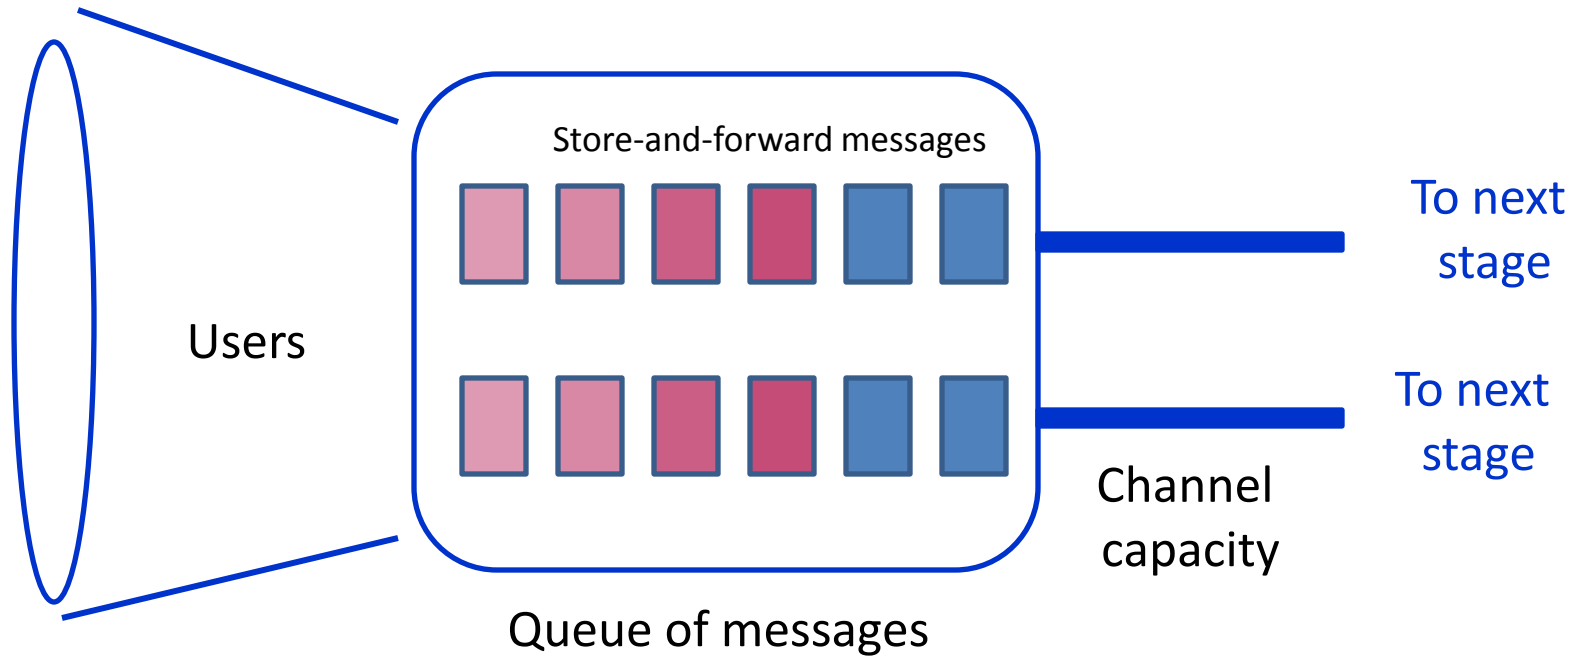 Store-and-forward messages
To next
stage
Users
To next
stage
Channel
capacity
Queue of messages